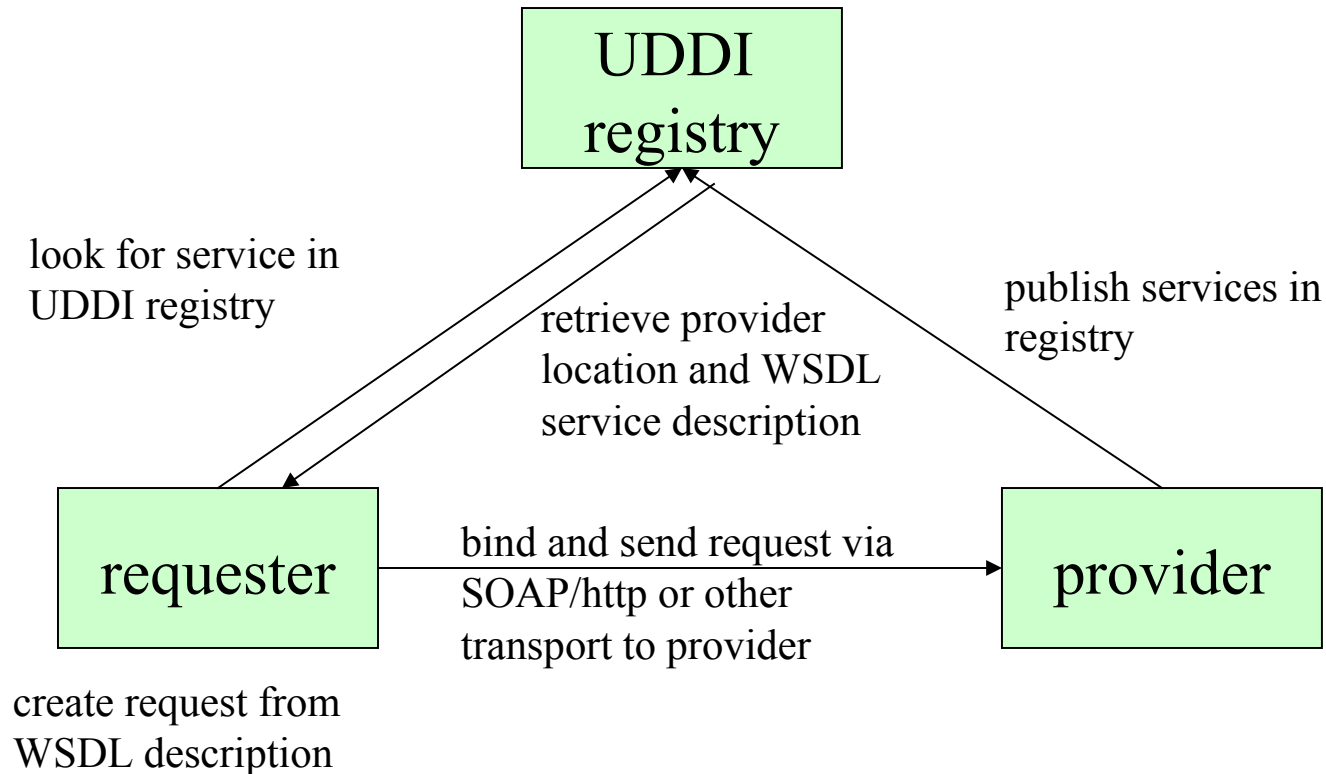 UDDI
registry
look for service in
UDDI registry
retrieve provider
location and WSDL
service description
publish services in
registry
requester
bind and send request via
SOAP/http or other
transport to provider
provider
create request from
WSDL description